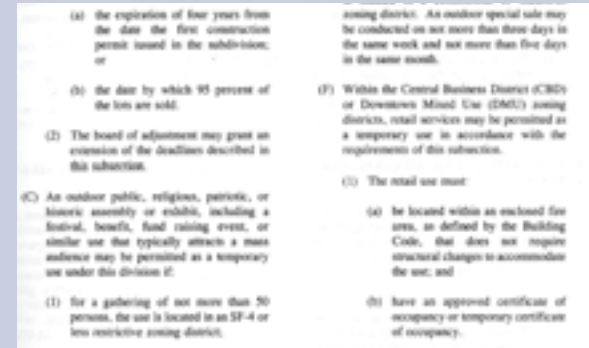 (a) the expiration of four years from
the date the first construction
permit issued in the subdivision;
or
(b) the date by which 95 percent of
the lots are sold.
(2) The board of adjustment may grant an
extension of the deadlines described in
this subsection.
(C) An outdoor public, religious, patriotic, or
historic assembly or exhibit, including a
festival, benefit, fund raising event, or
similar use that typically attracts a mass
audience may be permitted as a temporary
use under this division if:
(1) for a gathering of not more than 50
persons, the use is located in an SF-4 or
less restrictive zoning district;
zoning district. An outdoor special sale may
be conducted on not more than three days in
the same week and not more than five days
in the same month.
(F) Within the Central Business District (CBD)
or Downtown Mixed Use (DMU) zoning
districts, retail services may be permitted as
a temporary use in accordance with the
requirements of this subsection.
(1) The retail use must:
(a) be located within an enclosed fire
area, as defined by the Building
Code, that does not require
structural changes to accommodate
the use; and
(b) have an approved certificate of
occupancy or temporary certificate
of occupancy.